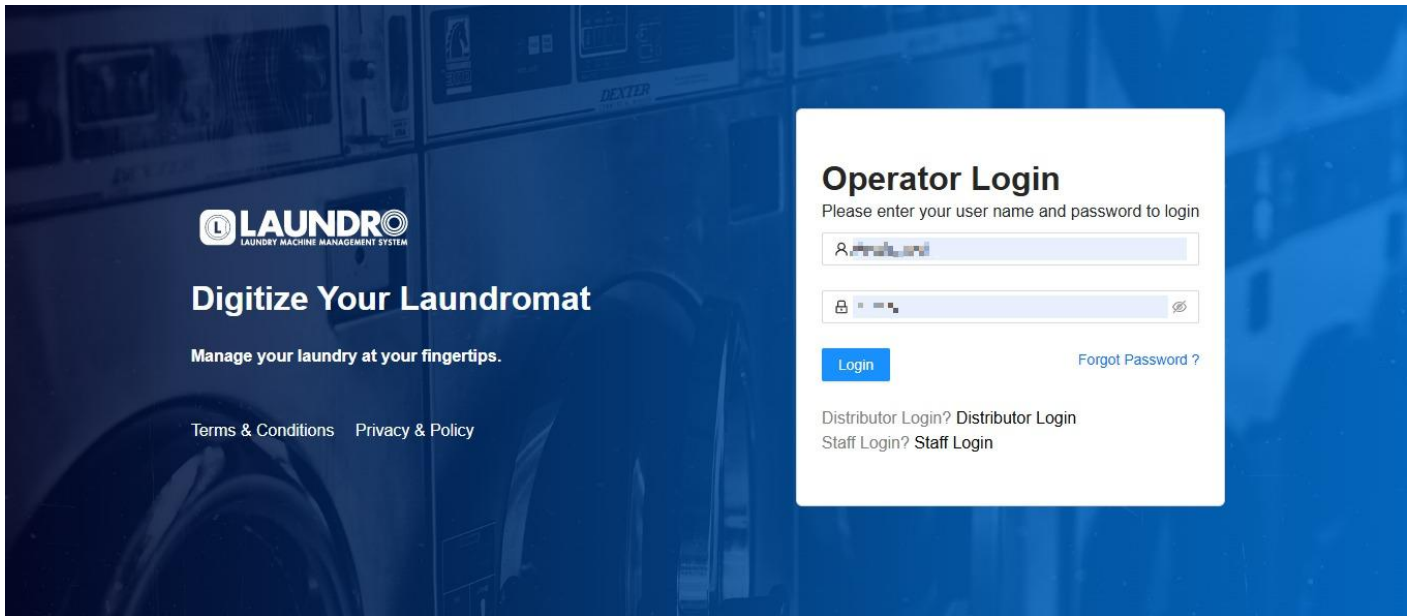 DEXTER
L LAUNDRO
LAUNDRY MACHINE MANAGEMENT SYSTEM
Digitize Your Laundromat
Manage your laundry at your fingertips.
Terms & Conditions Privacy & Policy
Operator Login
Please enter your user name and password to login
Login Forgot Password ?
Distributor Login? Distributor Login
Staff Login? Staff Login